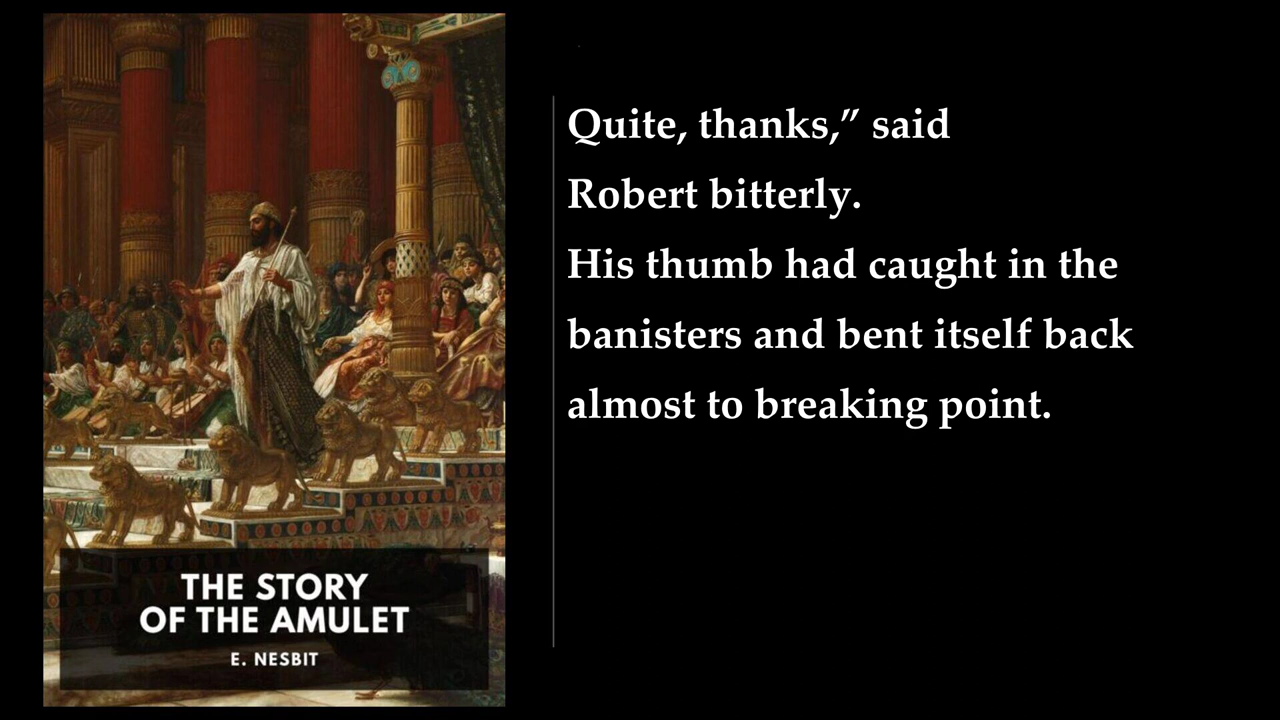 Quite, thanks,” said
Robert bitterly.
His thumb had caught in the
banisters and bent itself back
almost to breaking point.
THE STORY
OF THE AMULET
E. NESBIT